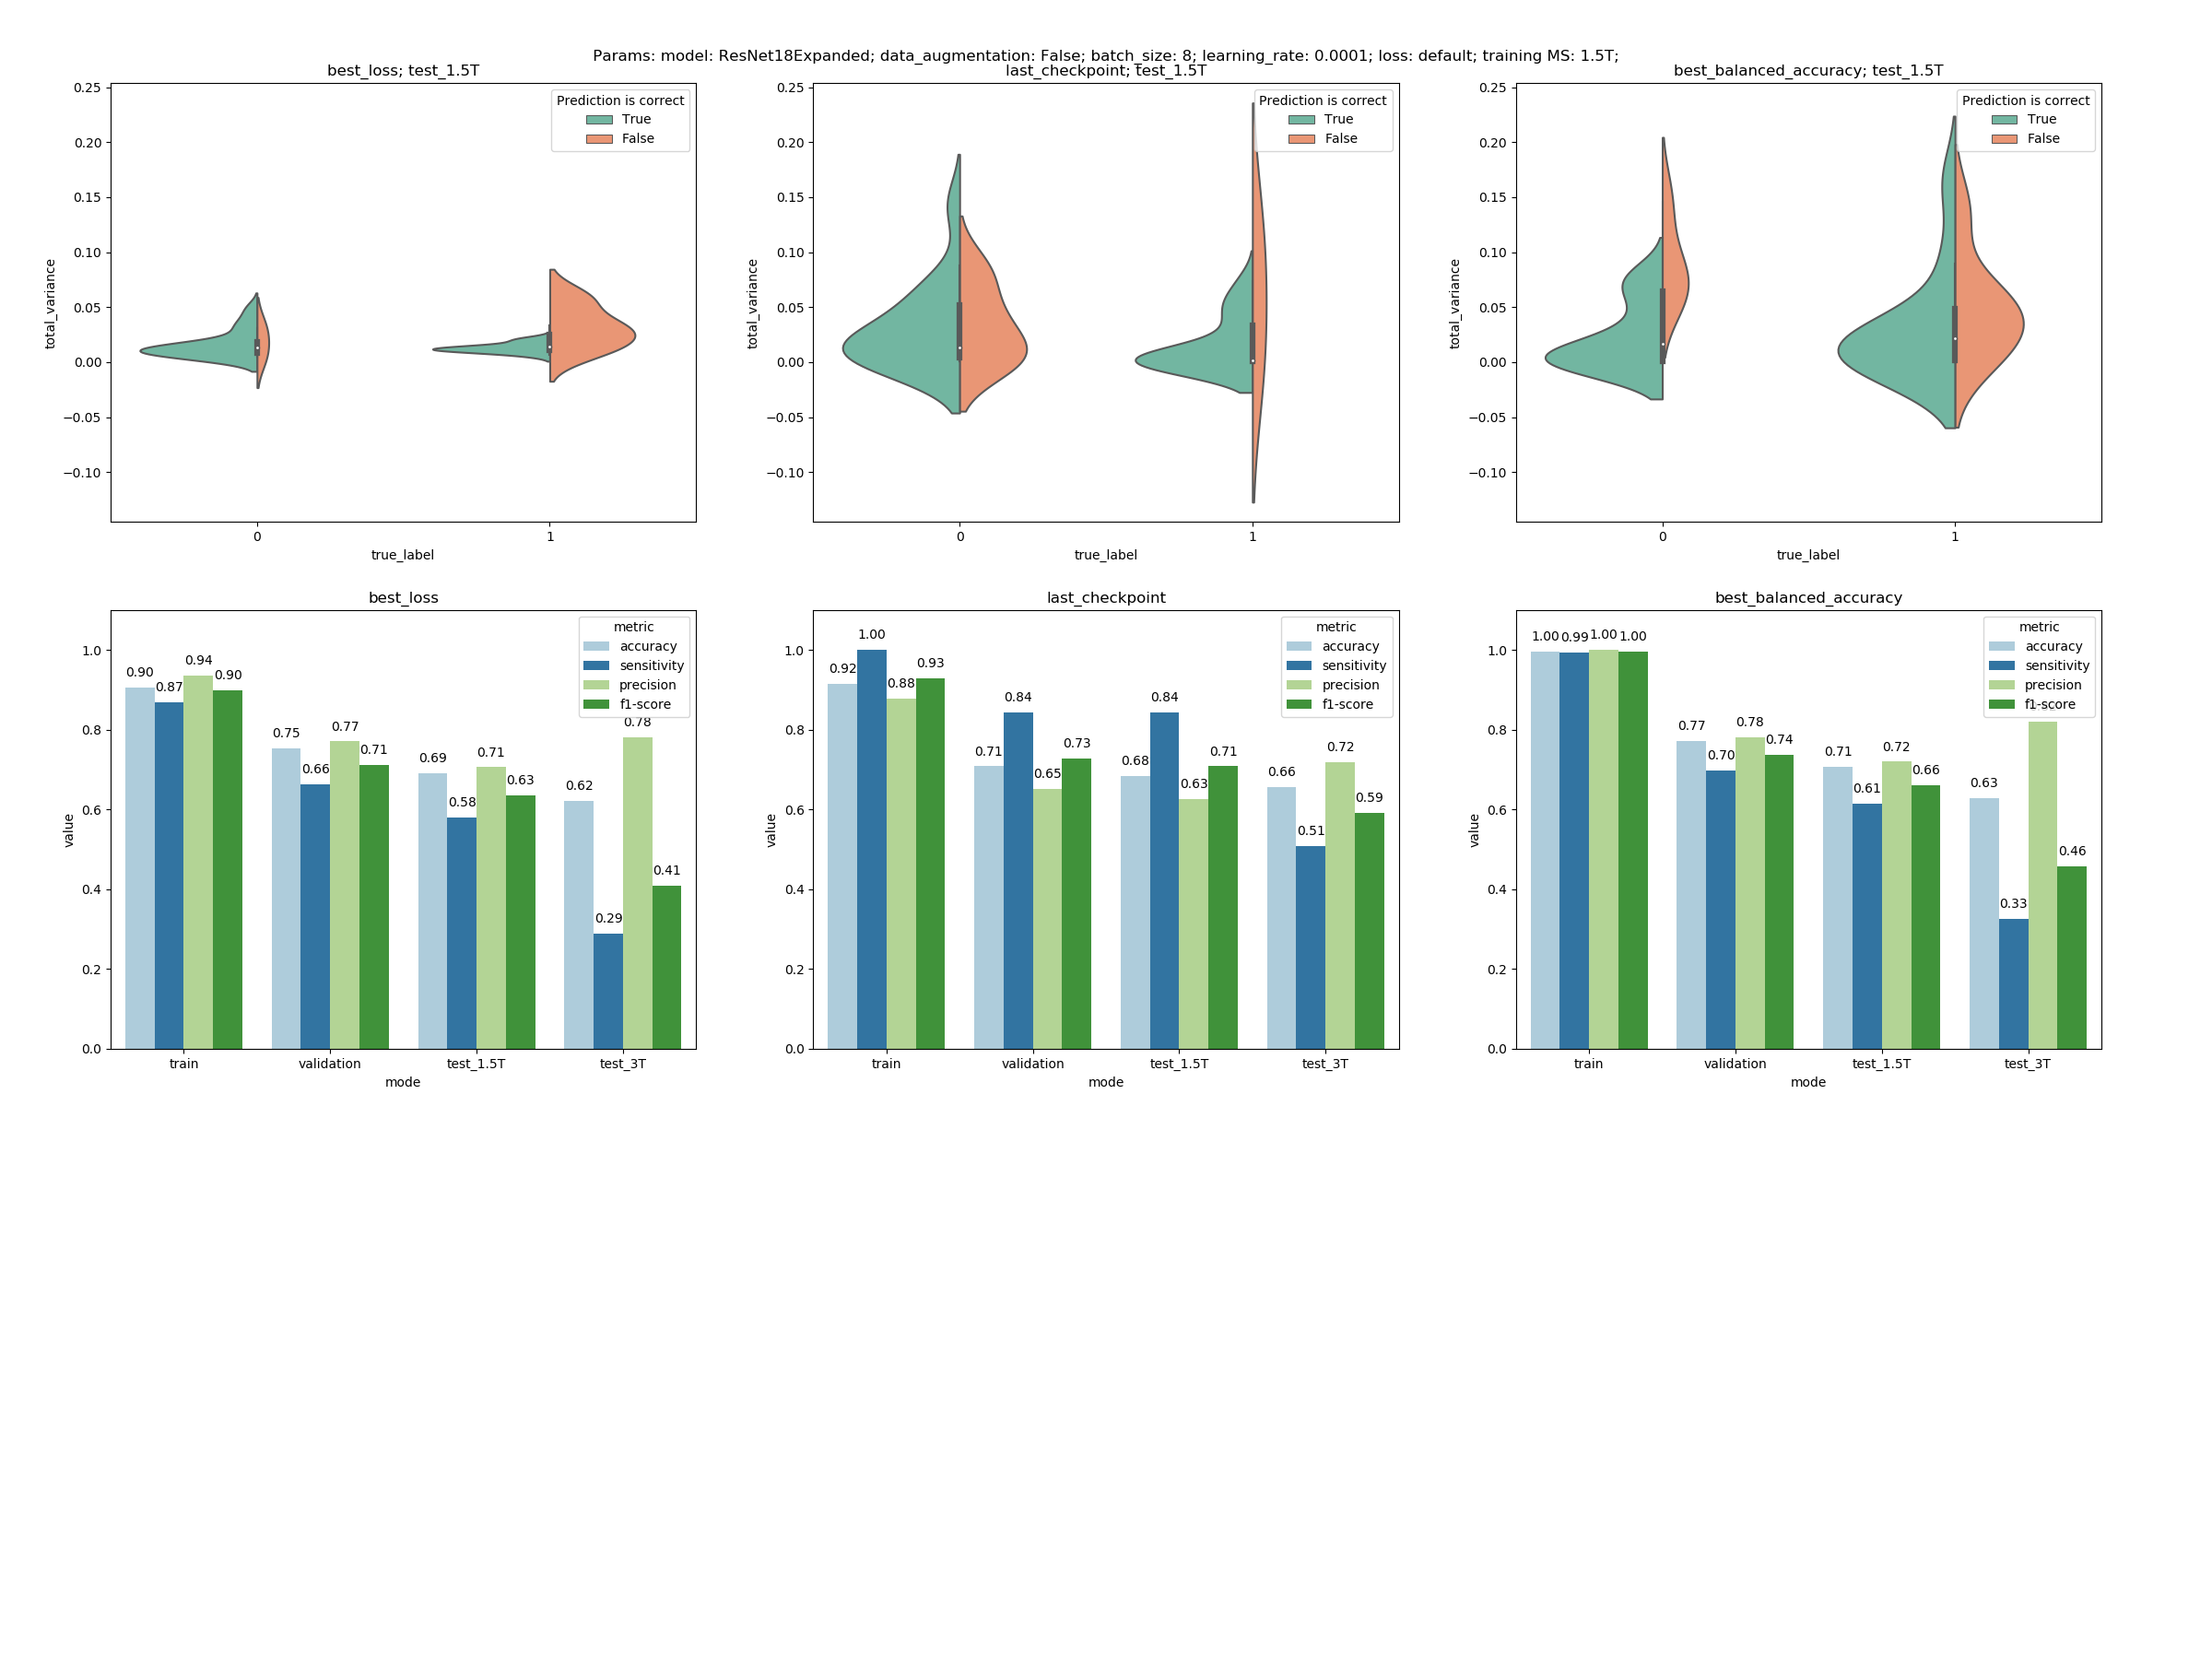 Params: model: ResNet18Expanded; data_augmentation: False; batch_size: 8; learning_rate: 0.0001; loss: default; training MS: 1.5T;
best_loss; test_1.5T
Prediction is correct
True
False
0.25
0.20
0.15
0.10
0.05
0.00
−0.05
−0.10
total_variance
0
1
true_label
last_checkpoint; test_1.5T
Prediction is correct
True
False
0.25
0.20
0.15
0.10
0.05
0.00
−0.05
−0.10
total_variance
0
1
true_label
best_balanced_accuracy; test_1.5T
Prediction is correct
True
False
0.25
0.20
0.15
0.10
0.05
0.00
−0.05
−0.10
total_variance
0
1
true_label
best_loss
metric
accuracy
sensitivity
precision
f1-score
1.0
0.8
0.6
0.4
0.2
0.0
value
0.90 0.87 0.94 0.90
0.75 0.66 0.77 0.71
0.69 0.58 0.71 0.63
0.62 0.29 0.78 0.41
train validation test_1.5T test_3T
mode
last_checkpoint
metric
accuracy
sensitivity
precision
f1-score
1.0
0.8
0.6
0.4
0.2
0.0
value
0.92 1.00 0.88 0.93
0.71 0.84 0.65 0.73
0.68 0.84 0.63 0.71
0.66 0.51 0.72 0.59
train validation test_1.5T test_3T
mode
best_balanced_accuracy
metric
accuracy
sensitivity
precision
f1-score
1.0
0.8
0.6
0.4
0.2
0.0
value
1.00 0.99 1.00 1.00
0.77 0.70 0.78 0.74
0.71 0.61 0.72 0.66
0.63 0.33 0.46
train validation test_1.5T test_3T
mode